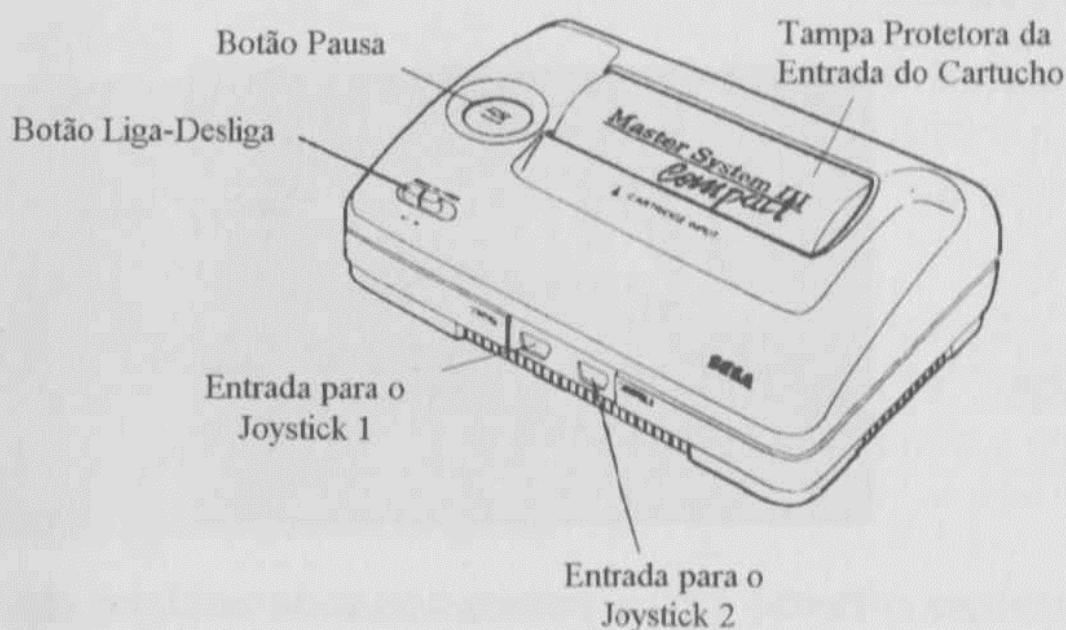 Botão Pausa
Tampa Protetora da
Entrada do Cartucho
Botão Liga-Desliga
Master System III
Compact
CARTRIDGE INPUT
SEGA
Entrada para o
Joystick 1
Entrada para o
Joystick 2